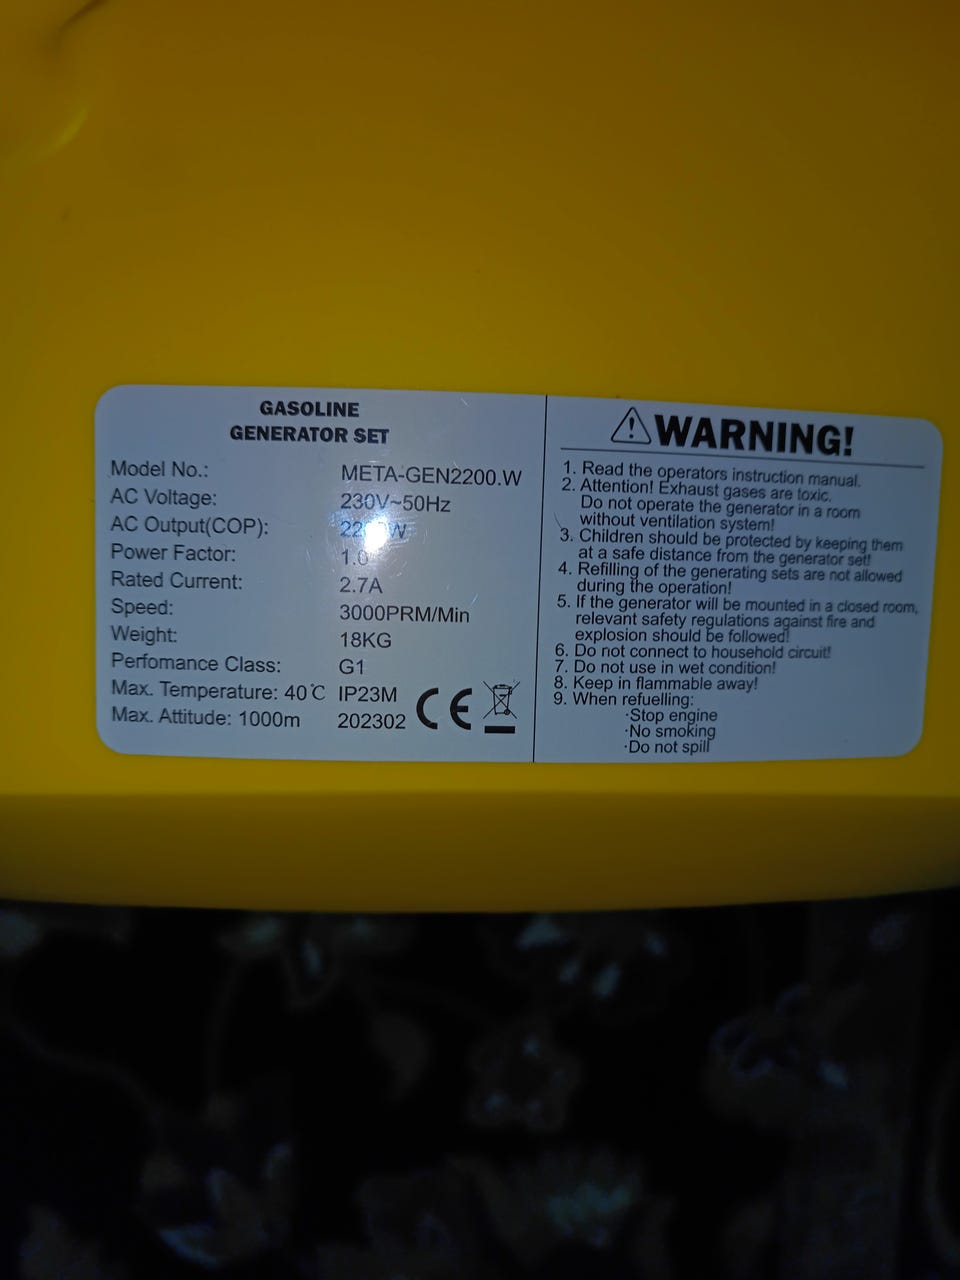 GASOLINE
GENERATOR SET
Model No.: META-GEN2200.W
AC Voltage: 230V~50Hz
AC Output(COP):
Power Factor: 1.0
Rated Current: 2.7A
Speed: 3000PRM/Min
Weight: 18KG
Perfomance Class: G1
Max. Temperature: 40℃ IP23M
Max. Attitude: 1000m 202302
CE
WARNING!
1. Read the operators instruction manual.
2. Attention! Exhaust gases are toxic.
Do not operate the generator in a room
without ventilation system!
3. Children should be protected by keeping them
at a safe distance from the generator set!
4. Refilling of the generating sets are not allowed
during the operation!
5. If the generator will be mounted in a closed room,
relevant safety regulations against fire and
explosion should be followed!
6. Do not connect to household circuit!
7. Do not use in wet condition!
8. Keep in flammable away!
9. When refuelling:
·Stop engine
·No smoking
·Do not spill